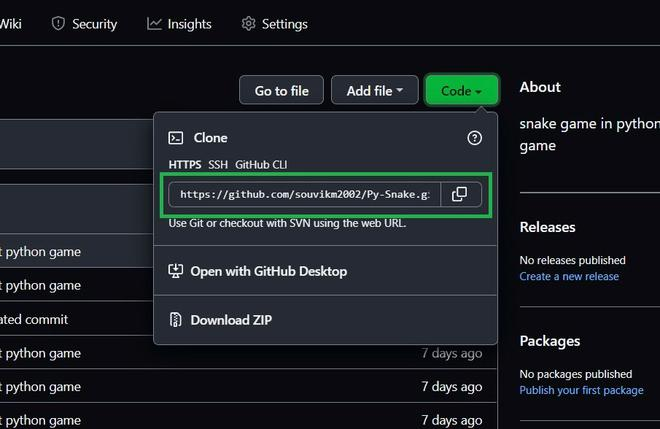 Wiki Security Insights Settings
Go to file Add file Code
About
snake game in python
game
Clone
HTTPS SSH GitHub CLI
https://github.com/souvikm2002/Py-Snake.g
Use Git or checkout with SVN using the web URL.
Open with GitHub Desktop
Download ZIP
python game
python game
commit
python game 7 days ago
python game 7 days ago
python game 7 days ago
Releases
No releases published
Create a new release
Packages
No packages published
Publish your first package